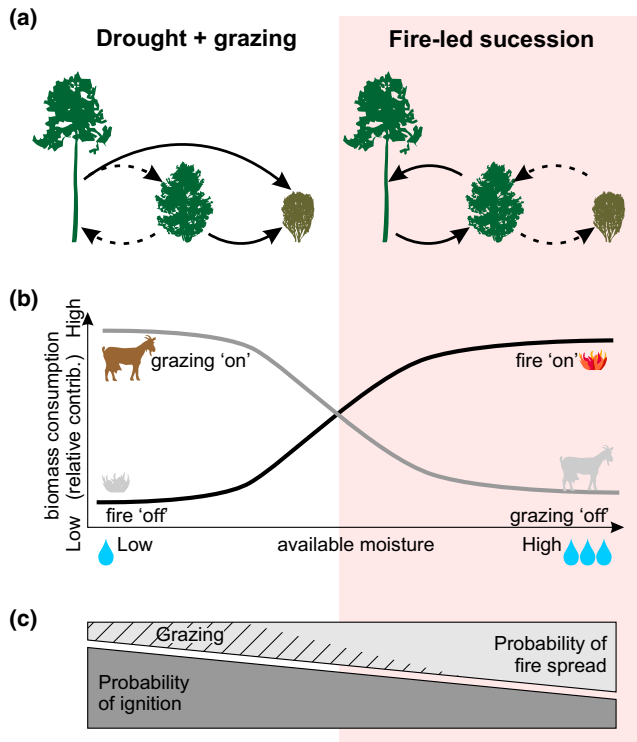 (a)
Drought + grazing
Fire-led sucession
(b)
High
biomass consumption
(relative contrib.)
Low
grazing 'on'
fire 'on'
fire 'off'
grazing 'off'
Low
available moisture
High
(c)
Grazing
Probability of
fire spread
Probability
of ignition